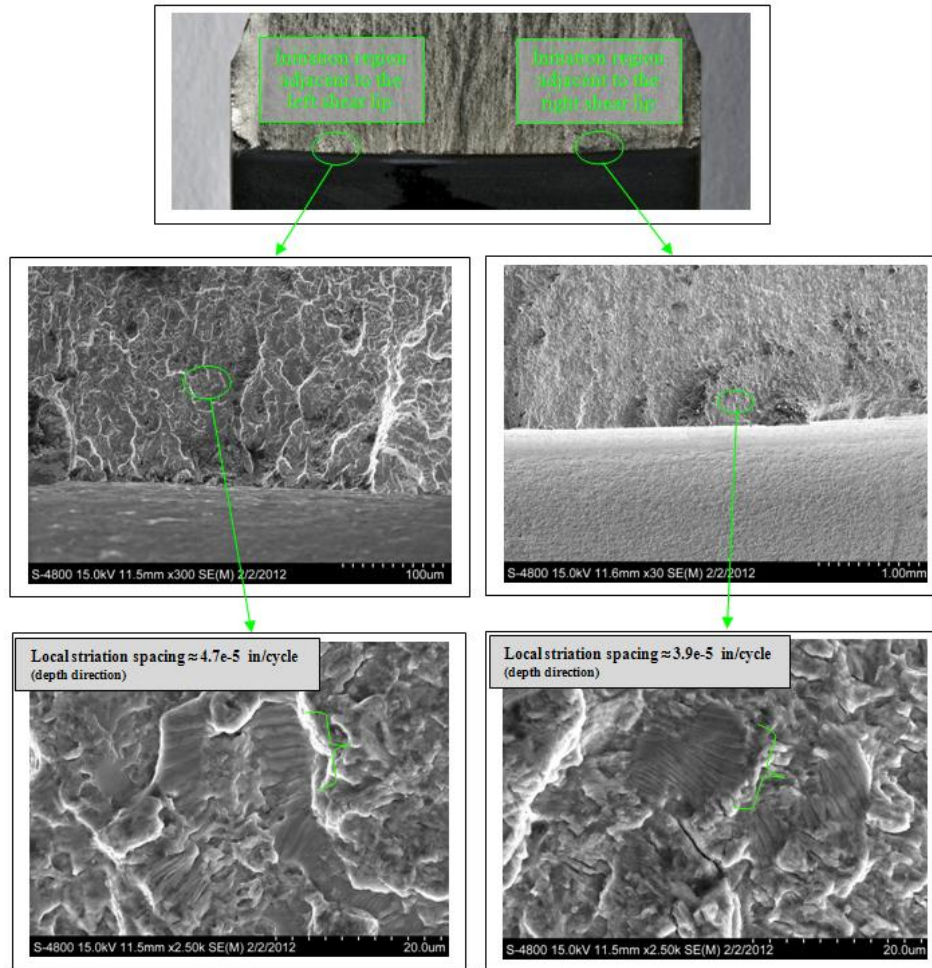 Initiation region
adjacent to the
left shear lip
Initiation region
adjacent to the
right shear lip
S-4800 15.0kV 11.5mm x300 SE(M) 2/2/2012
100um
S-4800 15.0kV 11.6mm x30 SE(M) 2/2/2012
1.00mm
Local striation spacing ≈ 4.7e-5 in/cycle
(depth direction)
Local striation spacing ≈ 3.9e-5 in/cycle
(depth direction)
S-4800 15.0kV 11.5mm x2.50k SE(M) 2/2/2012
20.0um
S-4800 15.0kV 11.5mm x2.50k SE(M) 2/2/2012
20.0um